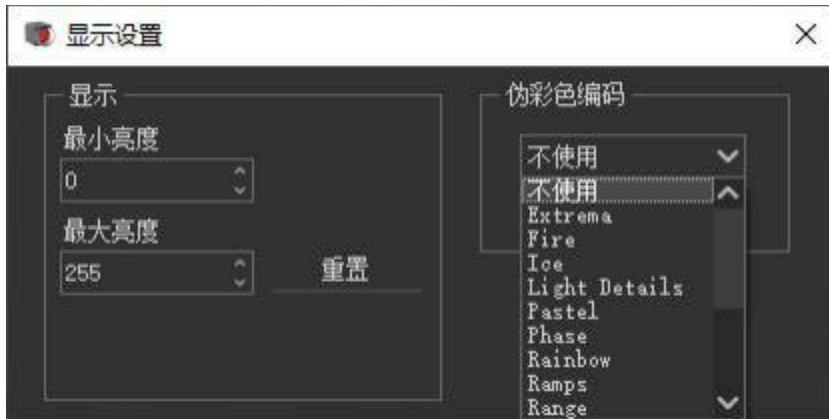 显示设置
显示
最小亮度
0
最大亮度
255
重置
伪彩色编码
不使用
不使用
Extrema
Fire
Ice
Light Details
Pastel
Phase
Rainbow
Ramps
Range